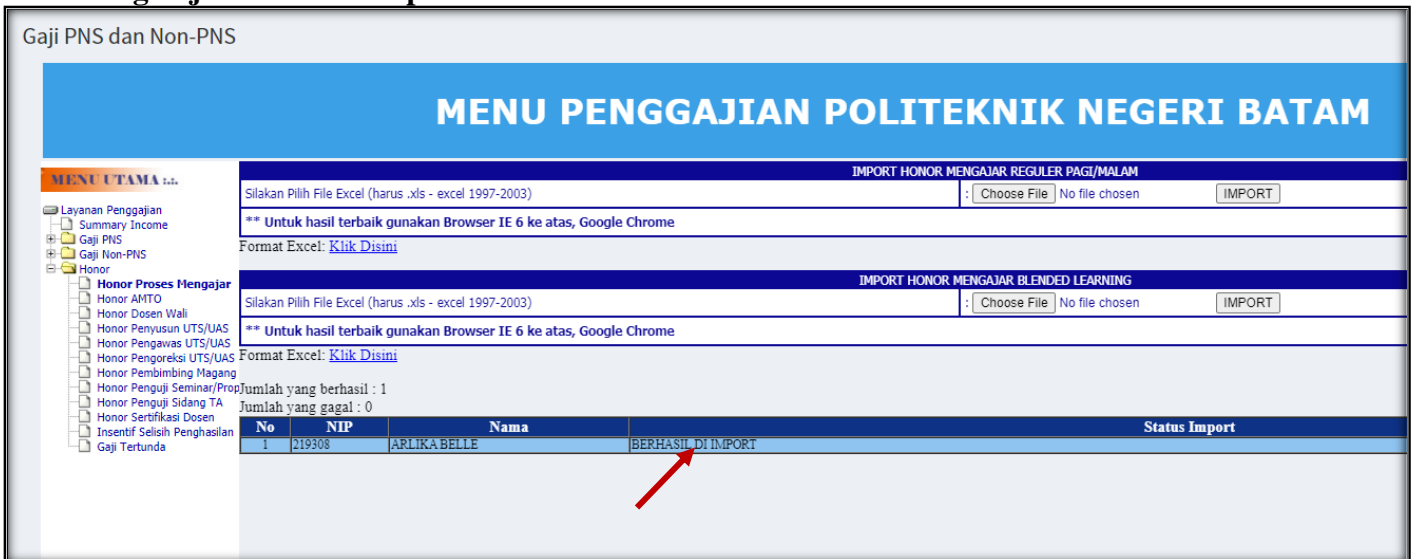 Gaji PNS dan Non-PNS
MENU PENGGAJIAN POLITEKNIK NEGERI BATAM
MENU UTAMA :.:.
Layanan Penggajian
Summary Income
Gaji PNS
Gaji Non-PNS
Honor
Honor Proses Mengajar
Honor AMTO
Honor Dosen Wali
Honor Penyusun UTS/UAS
Honor Pengawas UTS/UAS
Honor Pengoreksi UTS/UAS
Honor Pembimbing Magang
Honor Penguji Seminar/Prop
Honor Penguji Sidang TA
Honor Sertifikasi Dosen
Insentif Selisih Penghasilan
Gaji Tertunda
IMPORT HONOR MENGAJAR REGULER PAGI/MALAM
Silakan Pilih File Excel (harus .xls - excel 1997-2003) : Choose File No file chosen IMPORT
** Untuk hasil terbaik gunakan Browser IE 6 ke atas, Google Chrome
Format Excel: Klik Disini
IMPORT HONOR MENGAJAR BLENDED LEARNING
Silakan Pilih File Excel (harus .xls - excel 1997-2003) : Choose File No file chosen IMPORT
** Untuk hasil terbaik gunakan Browser IE 6 ke atas, Google Chrome
Format Excel: Klik Disini
Jumlah yang berhasil : 1
Jumlah yang gagal : 0
No NIP Nama Status Import
1 219308 ARLIKA BELLE BERHASIL DI IMPORT